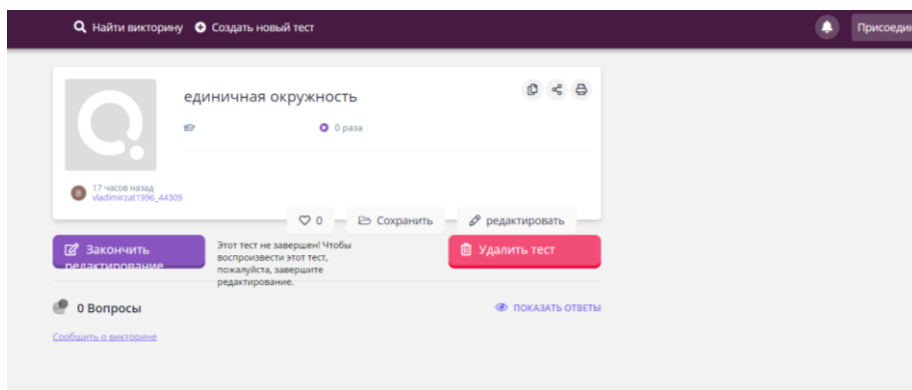 Найти викторину Создать новый тест
Присоедин
единичная окружность
0 раза
В
17 часов назад
vladimirzat1996_44309
0 Сохранить редактировать
Закончить редактирование
Этот тест не завершен! Чтобы
воспроизвести этот тест,
пожалуйста, завершите
редактирование.
Удалить тест
0 Вопросы
ПОКАЗАТЬ ОТВЕТЫ
Сообщить о викторине